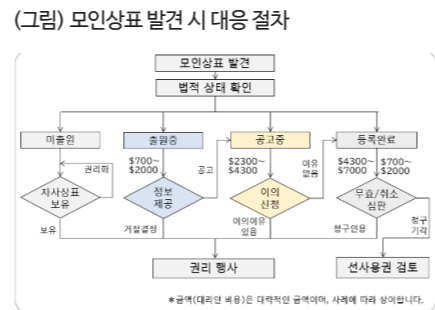 (그림) 모인상표 발견 시 대응 절차
모인상표 발견
법적 상태 확인
미출원
출원중
공고중
등록완료
권리화
$700~
$2000
공고
$2300~
$4300
이유
없음
$4300~
$7000
$700~
$2000
자사상표
보유
정보
제공
이의
신청
무효/취소
심판
보유
거절결정
이의이유
있음
청구인용
청구
기각
권리 행사
선사용권 검토
*금액(대리인 비용)은 대략적인 금액이며, 사례에 따라 상이합니다.